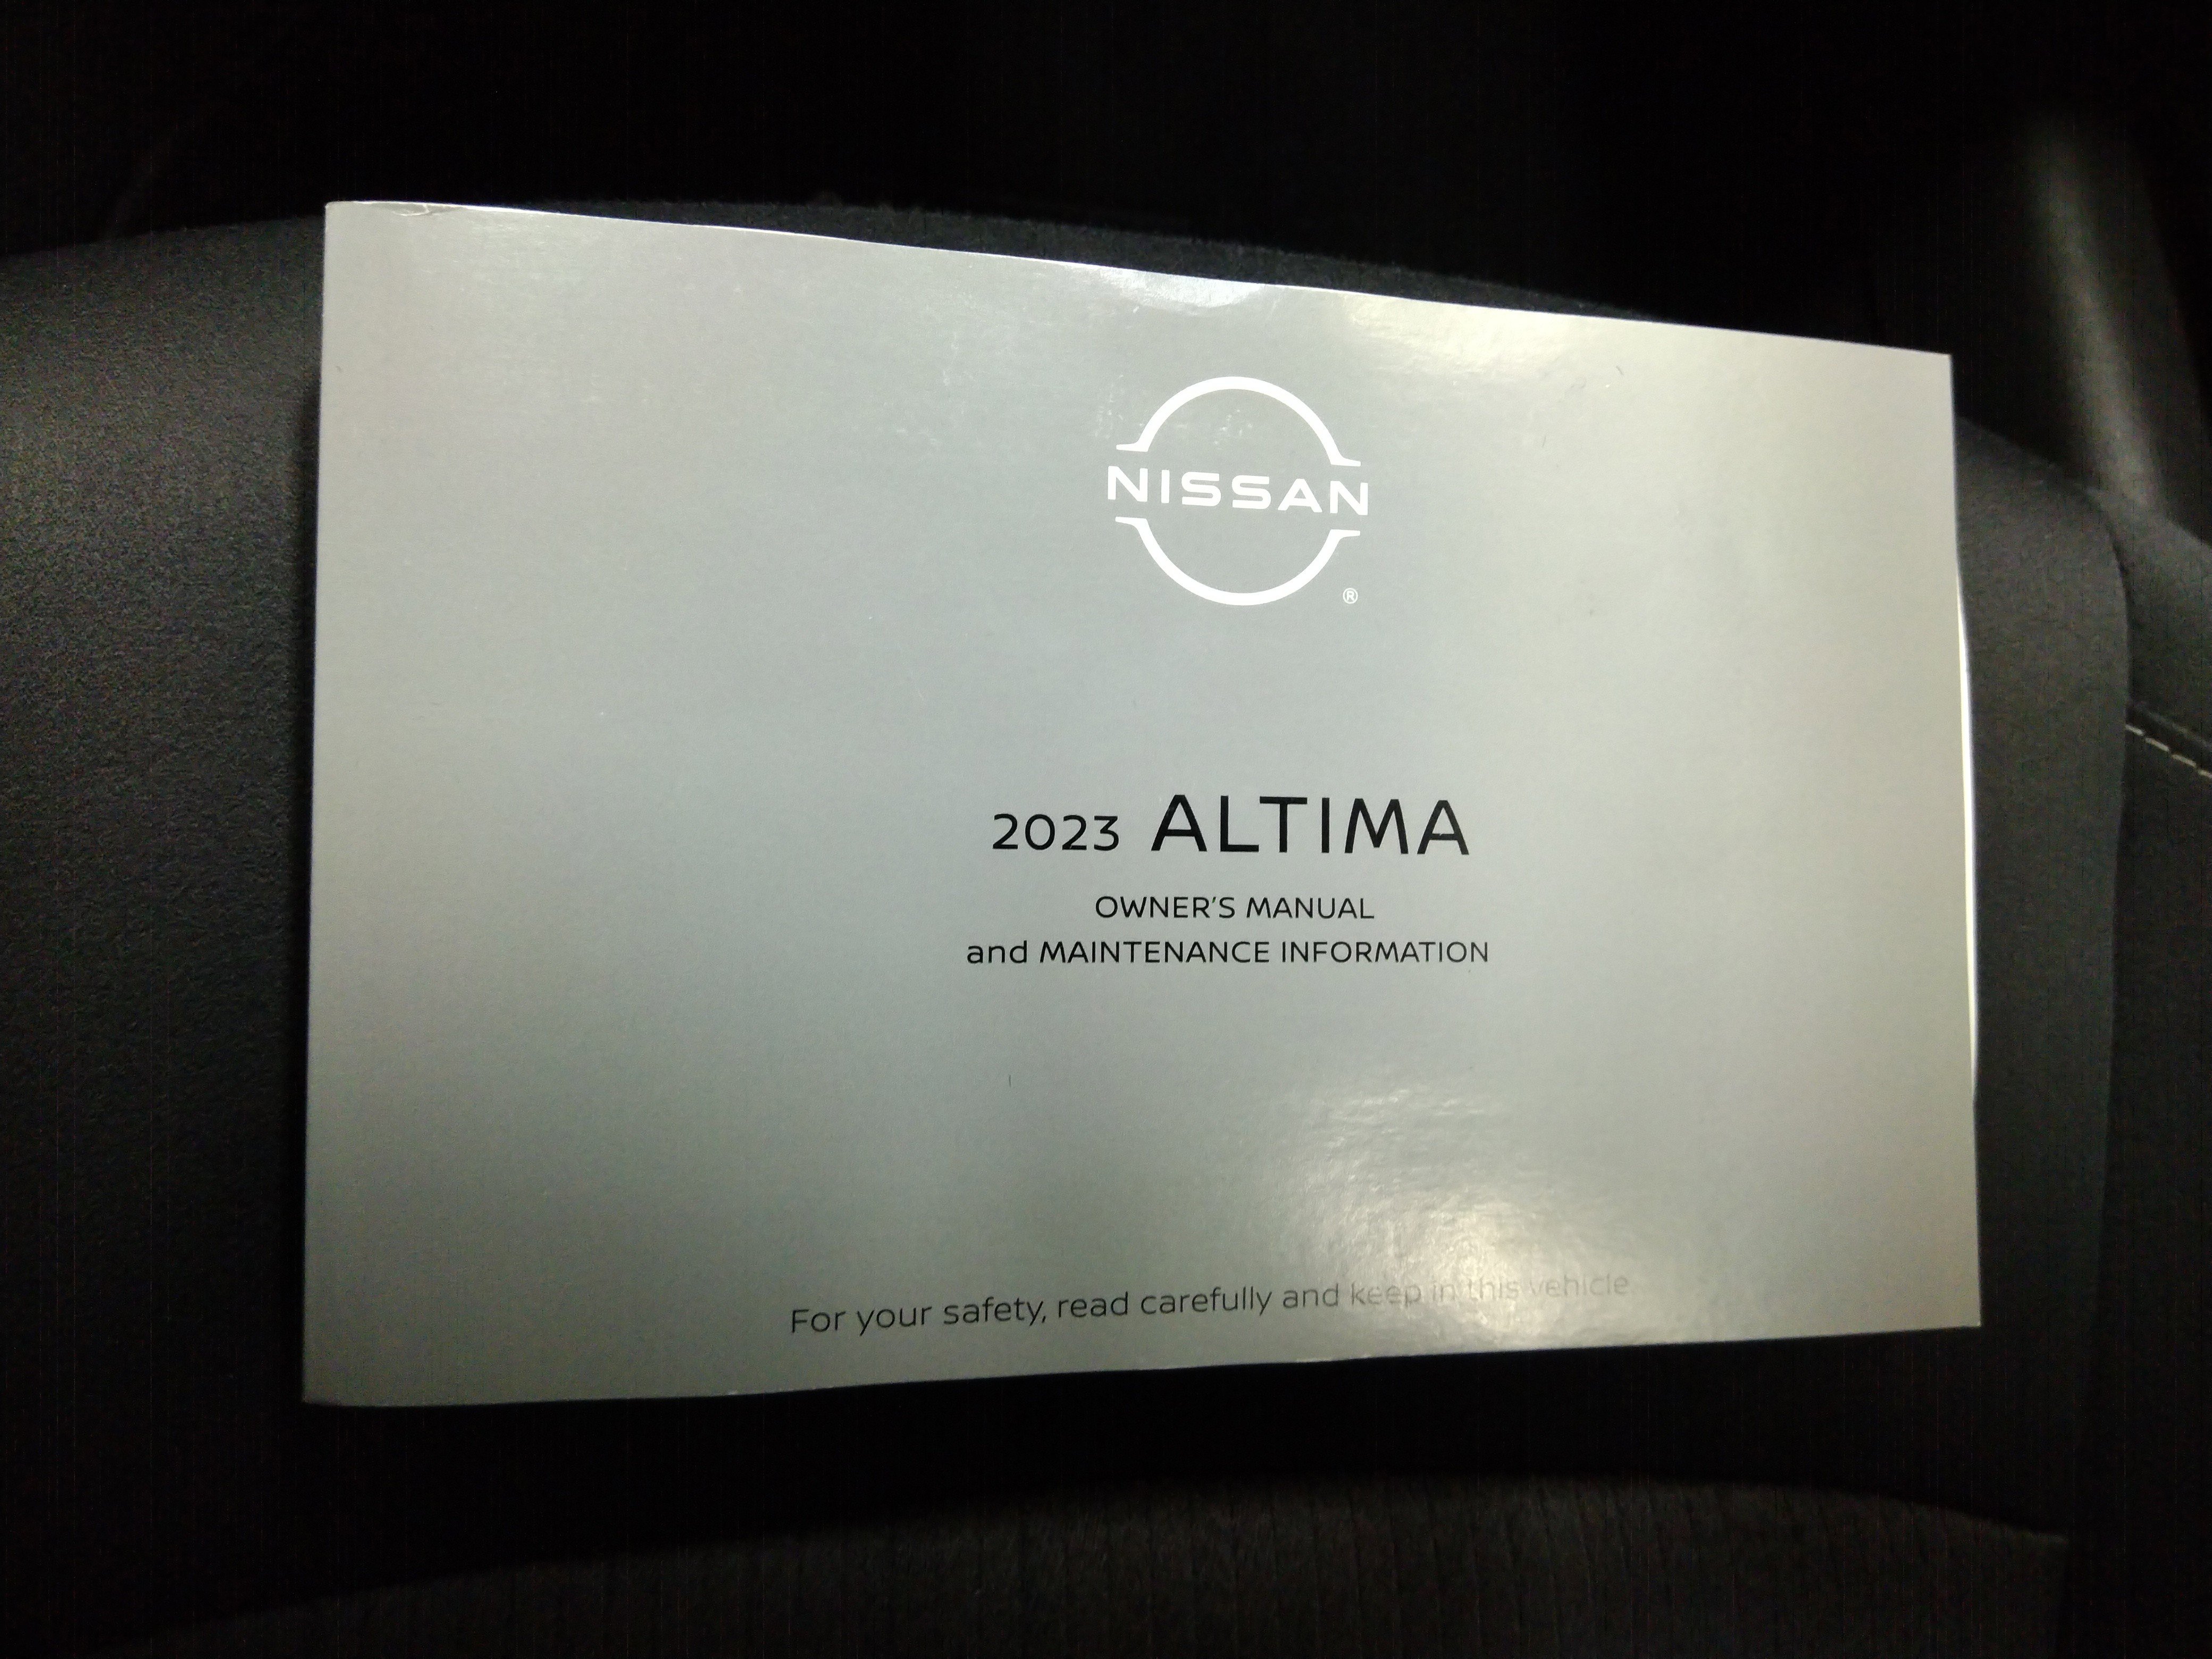 NISSAN
®
2023 ALTIMA
OWNER'S MANUAL
and MAINTENANCE INFORMATION
For your safety, read carefully and keep in this vehicle.